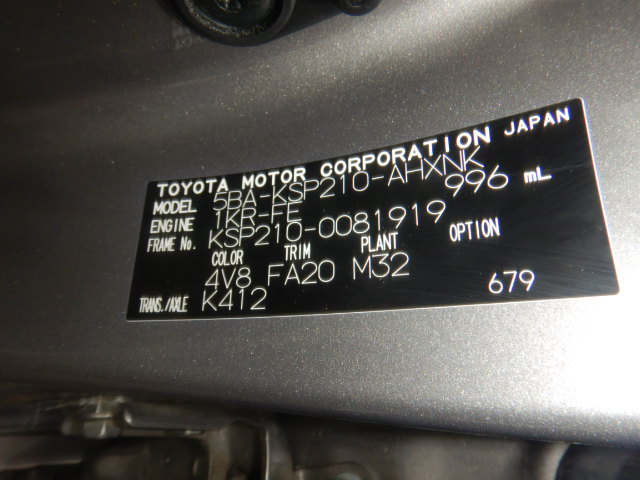 TOYOTA MOTOR CORPORATION JAPAN
MODEL 5BA-KSP210-AHXNK
ENGINE 1KR-FE 996 mL
FRAME No. KSP210-0081919
COLOR TRIM PLANT OPTION
4V8 FA20 M32
TRANS./AXLE K412 679